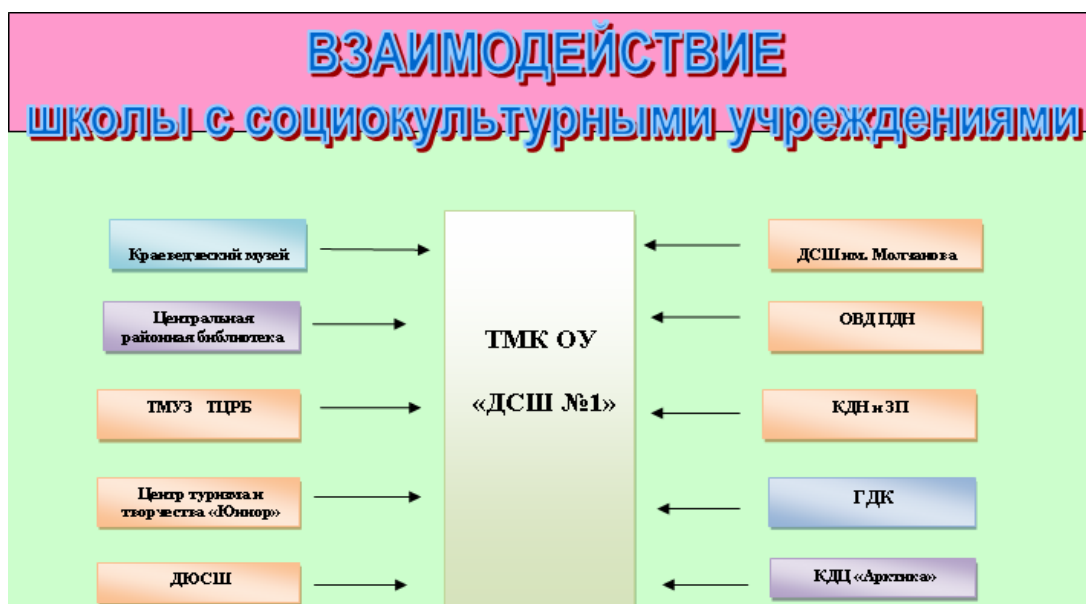 ВЗАИМОДЕЙСТВИЕ
школы с социокультурными учреждениями
Краеведческий музей
Центральная
районная библиотека
ТМУЗ ТЦРБ
Центр туризма и
творчества «Юниор»
ДЮСШ
ТМК ОУ
«ДСШ №1»
ДСШ им. Молчанова
ОВД ПДН
КДН и ЗП
ГДК
КДЦ «Арктика»